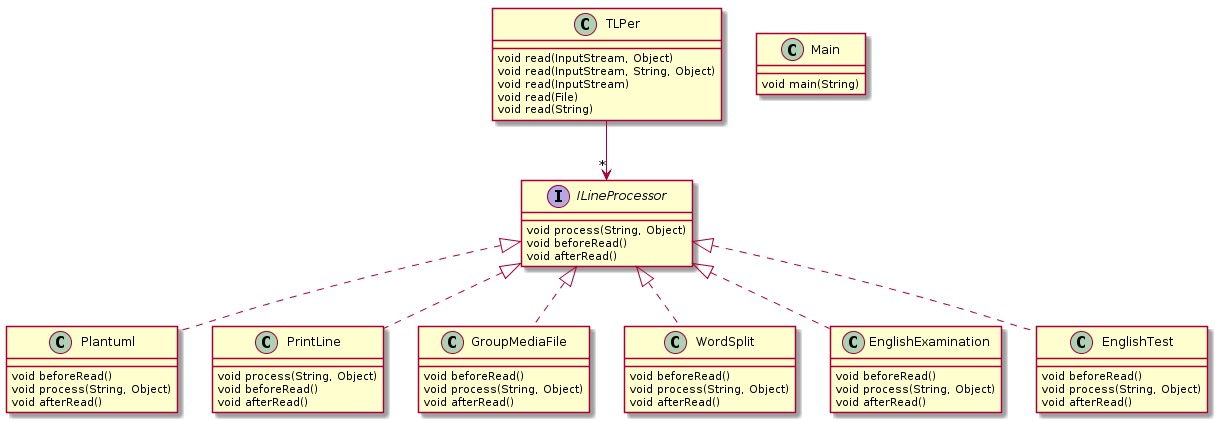 C TLPer
void read(InputStream, Object)
void read(InputStream, String, Object)
void read(InputStream)
void read(File)
void read(String)
C Main
void main(String)
*
I ILineProcessor
void process(String, Object)
void beforeRead()
void afterRead()
C Plantuml
void beforeRead()
void process(String, Object)
void afterRead()
C PrintLine
void process(String, Object)
void beforeRead()
void afterRead()
C GroupMediaFile
void beforeRead()
void process(String, Object)
void afterRead()
C WordSplit
void beforeRead()
void process(String, Object)
void afterRead()
C EnglishExamination
void beforeRead()
void process(String, Object)
void afterRead()
C EnglishTest
void beforeRead()
void process(String, Object)
void afterRead()